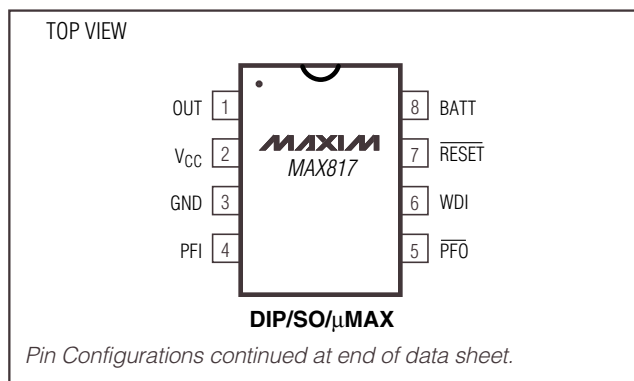 TOP VIEW
OUT 1
8 BATT
VCC 2
MAXIM
MAX817
7 RESET
GND 3
6 WDI
PFI 4
5 PFO
DIP/SO/μMAX
Pin Configurations continued at end of data sheet.